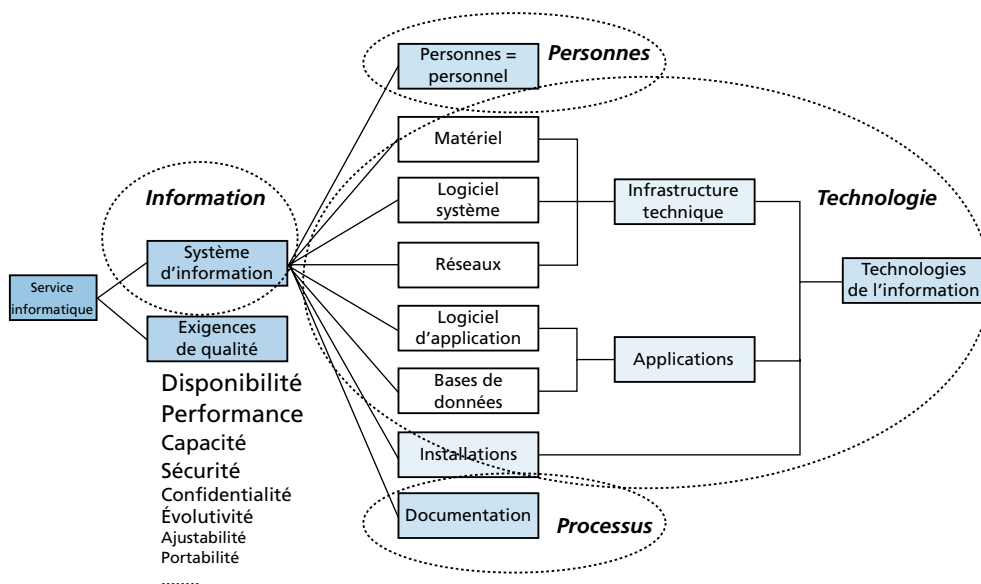 Personnes =
personnel
Personnes
Matériel
Information
Logiciel
système
Infrastructure
technique
Technologie
Système
d’information
Réseaux
Technologies
de l’information
Service
informatique
Exigences
de qualité
Logiciel
d’application
Applications
Bases de
données
Disponibilité
Performance
Capacité
Sécurité
Confidentialité
Évolutivité
Ajustabilité
Portabilité
........
Installations
Documentation
Processus